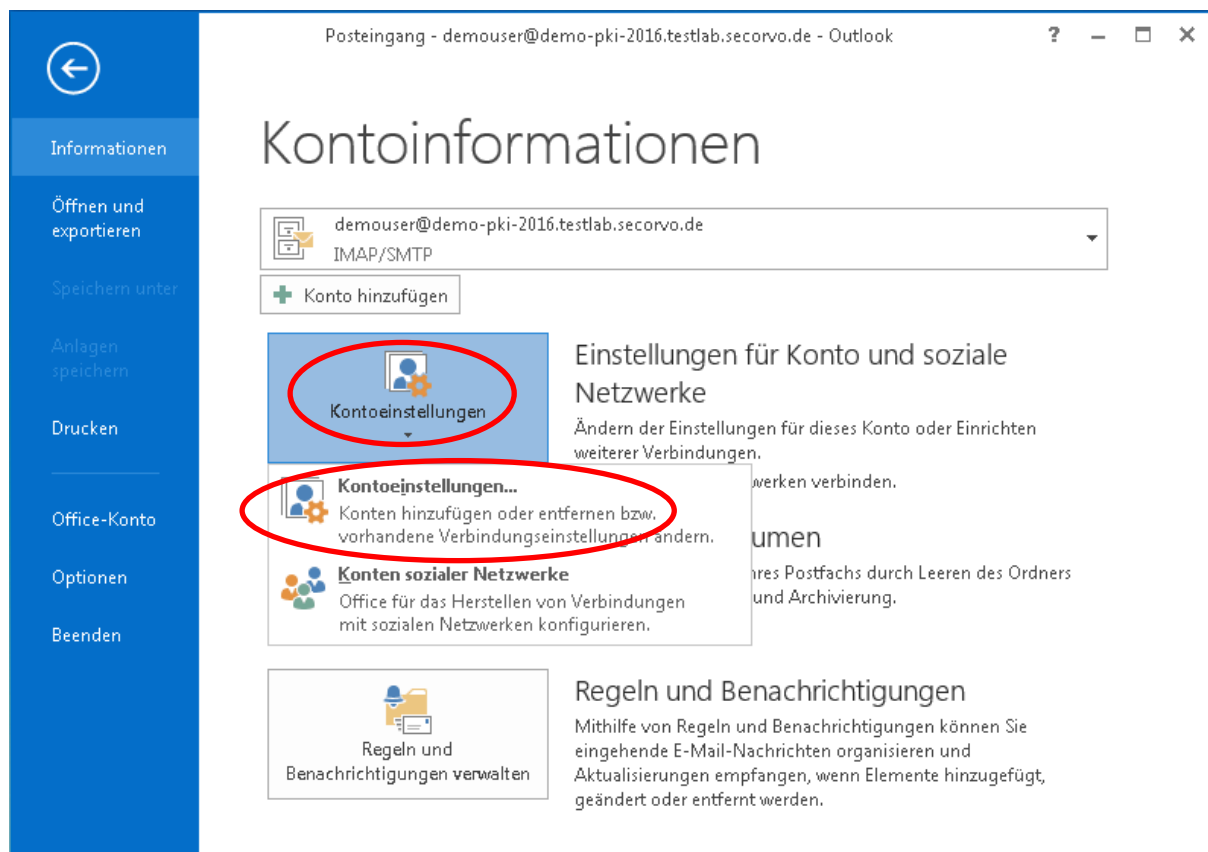 Posteingang - demouser@demo-pki-2016.testlab.secorvo.de - Outlook
?
Informationen
Öffnen und
exportieren
Speichern unter
Anlagen
speichern
Drucken
Office-Konto
Optionen
Beenden
Kontoinformationen
demouser@demo-pki-2016.testlab.secorvo.de
IMAP/SMTP
Konto hinzufügen
Kontoeinstellungen
Einstellungen für Konto und soziale
Netzwerke
Ändern der Einstellungen für dieses Konto oder Einrichten
weiterer Verbindungen.
werken verbinden.
Kontoeinstellungen...
Konten hinzufügen oder entfernen bzw.
vorhandene Verbindungseinstellungen ändern.
Konten sozialer Netzwerke
Office für das Herstellen von Verbindungen
mit sozialen Netzwerken konfigurieren.
umen
res Postfachs durch Leeren des Ordners
und Archivierung.
Regeln und
Benachrichtigungen verwalten
Regeln und Benachrichtigungen
Mithilfe von Regeln und Benachrichtigungen können Sie
eingehende E-Mail-Nachrichten organisieren und
Aktualisierungen empfangen, wenn Elemente hinzugefügt,
geändert oder entfernt werden.